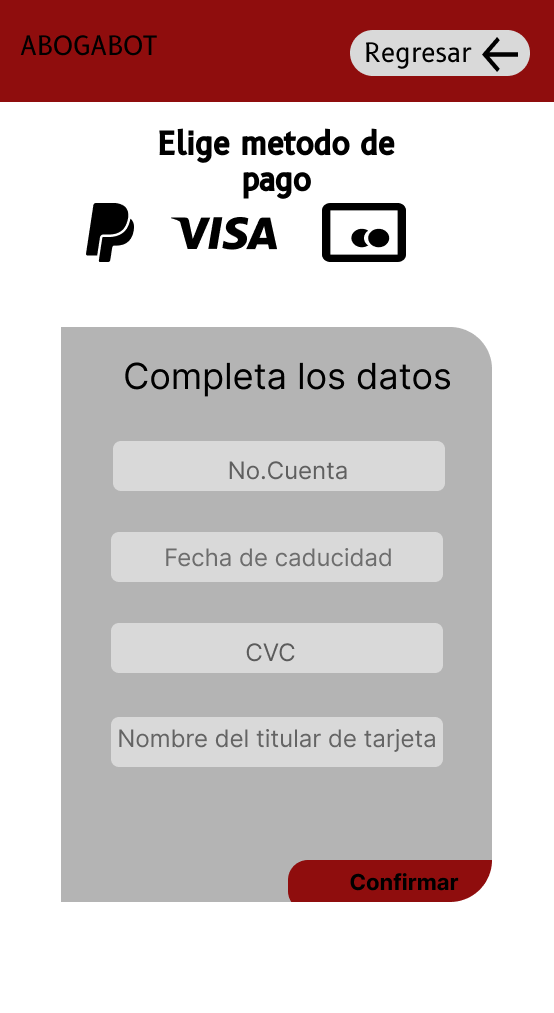 ABOGABOT
Regresar
Elige metodo de
pago
VISA
Completa los datos
No.Cuenta
Fecha de caducidad
CVC
Nombre del titular de tarjeta
Confirmar